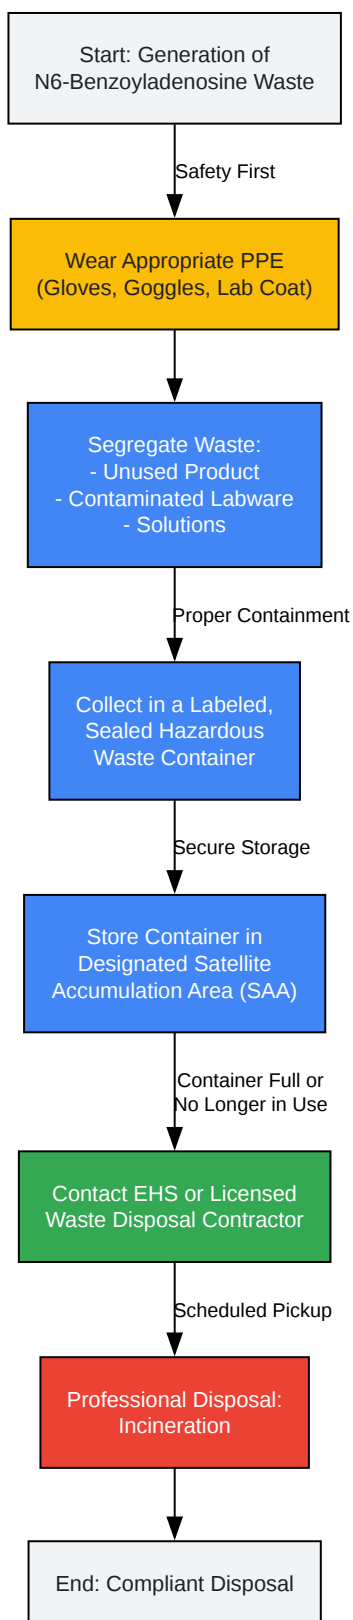 Start: Generation of
N6-Benzoyladenosine Waste
Safety First
Wear Appropriate PPE
(Gloves, Goggles, Lab Coat)
Segregate Waste:
- Unused Product
- Contaminated Labware
- Solutions
Proper Containment
Collect in a Labeled,
Sealed Hazardous
Waste Container
Secure Storage
Store Container in
Designated Satellite
Accumulation Area (SAA)
Container Full or
No Longer in Use
Contact EHS or Licensed
Waste Disposal Contractor
Scheduled Pickup
Professional Disposal:
Incineration
End: Compliant Disposal